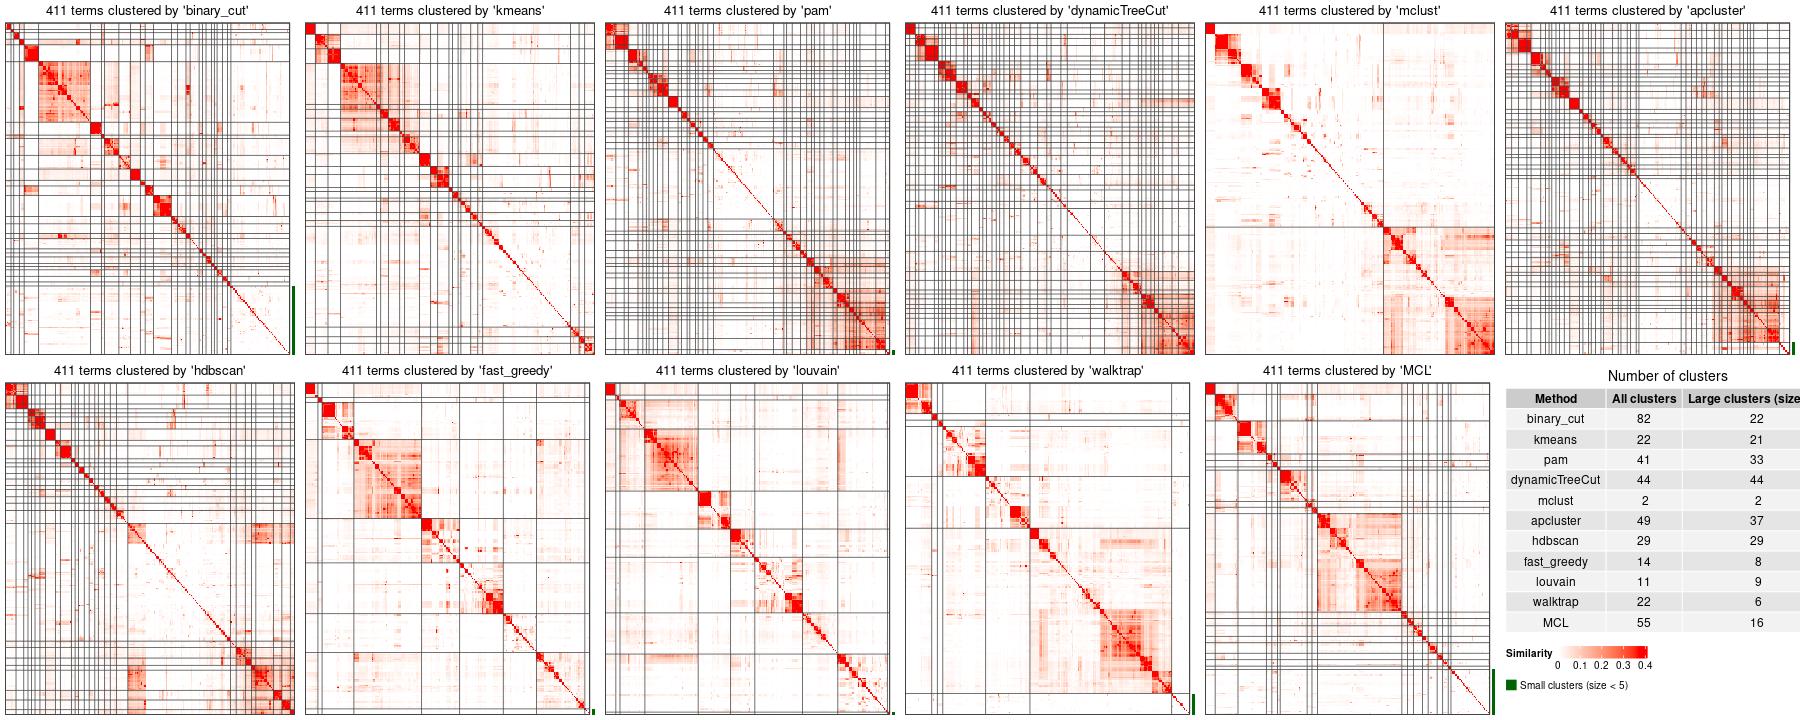 411 terms clustered by 'binary_cut'
411 terms clustered by 'kmeans'
411 terms clustered by 'pam'
411 terms clustered by 'dynamicTreeCut'
411 terms clustered by 'mclust'
411 terms clustered by 'apcluster'
411 terms clustered by 'hdbscan'
411 terms clustered by 'fast_greedy'
411 terms clustered by 'louvain'
411 terms clustered by 'walktrap'
411 terms clustered by 'MCL'
Number of clusters
Method All clusters Large clusters (size
binary_cut 82 22
kmeans 22 21
pam 41 33
dynamicTreeCut 44 44
mclust 2 2
apcluster 49 37
hdbscan 29 29
fast_greedy 14 8
louvain 11 9
walktrap 22 6
MCL 55 16
Similarity
0 0.1 0.2 0.3 0.4
Small clusters (size < 5)